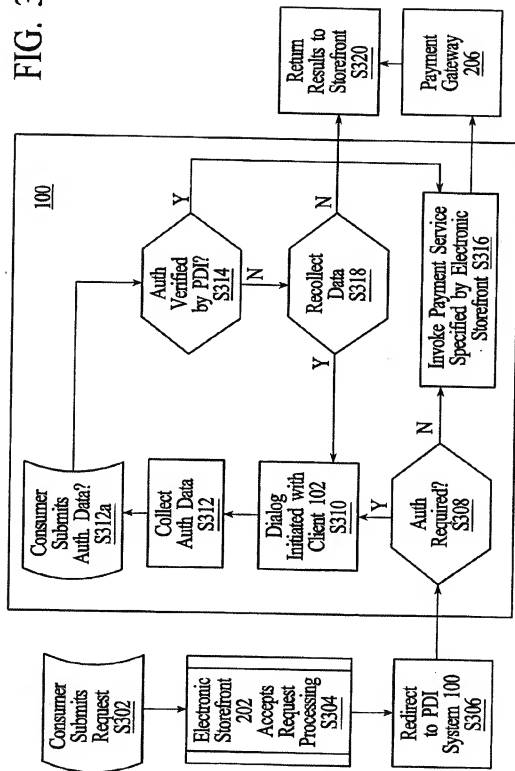 FIG. 3
100
Consumer
Submits
Request
S302
Electronic
Storefront
202
Accepts
Request
Processing
S304
Redirect
to PDI
System 100
S306
Auth
Required?
S308
Y
N
Dialog
Initiated with
Client 102
S310
Collect
Auth Data
S312
Consumer
Submits
Auth. Data?
S312a
Auth
Verified
by PDI?
S314
Y
N
Recollect
Data
S318
Y
N
Invoke Payment Service
Specified by Electronic
Storefront S316
Payment
Gateway
206
Return
Results to
Storefront
S320